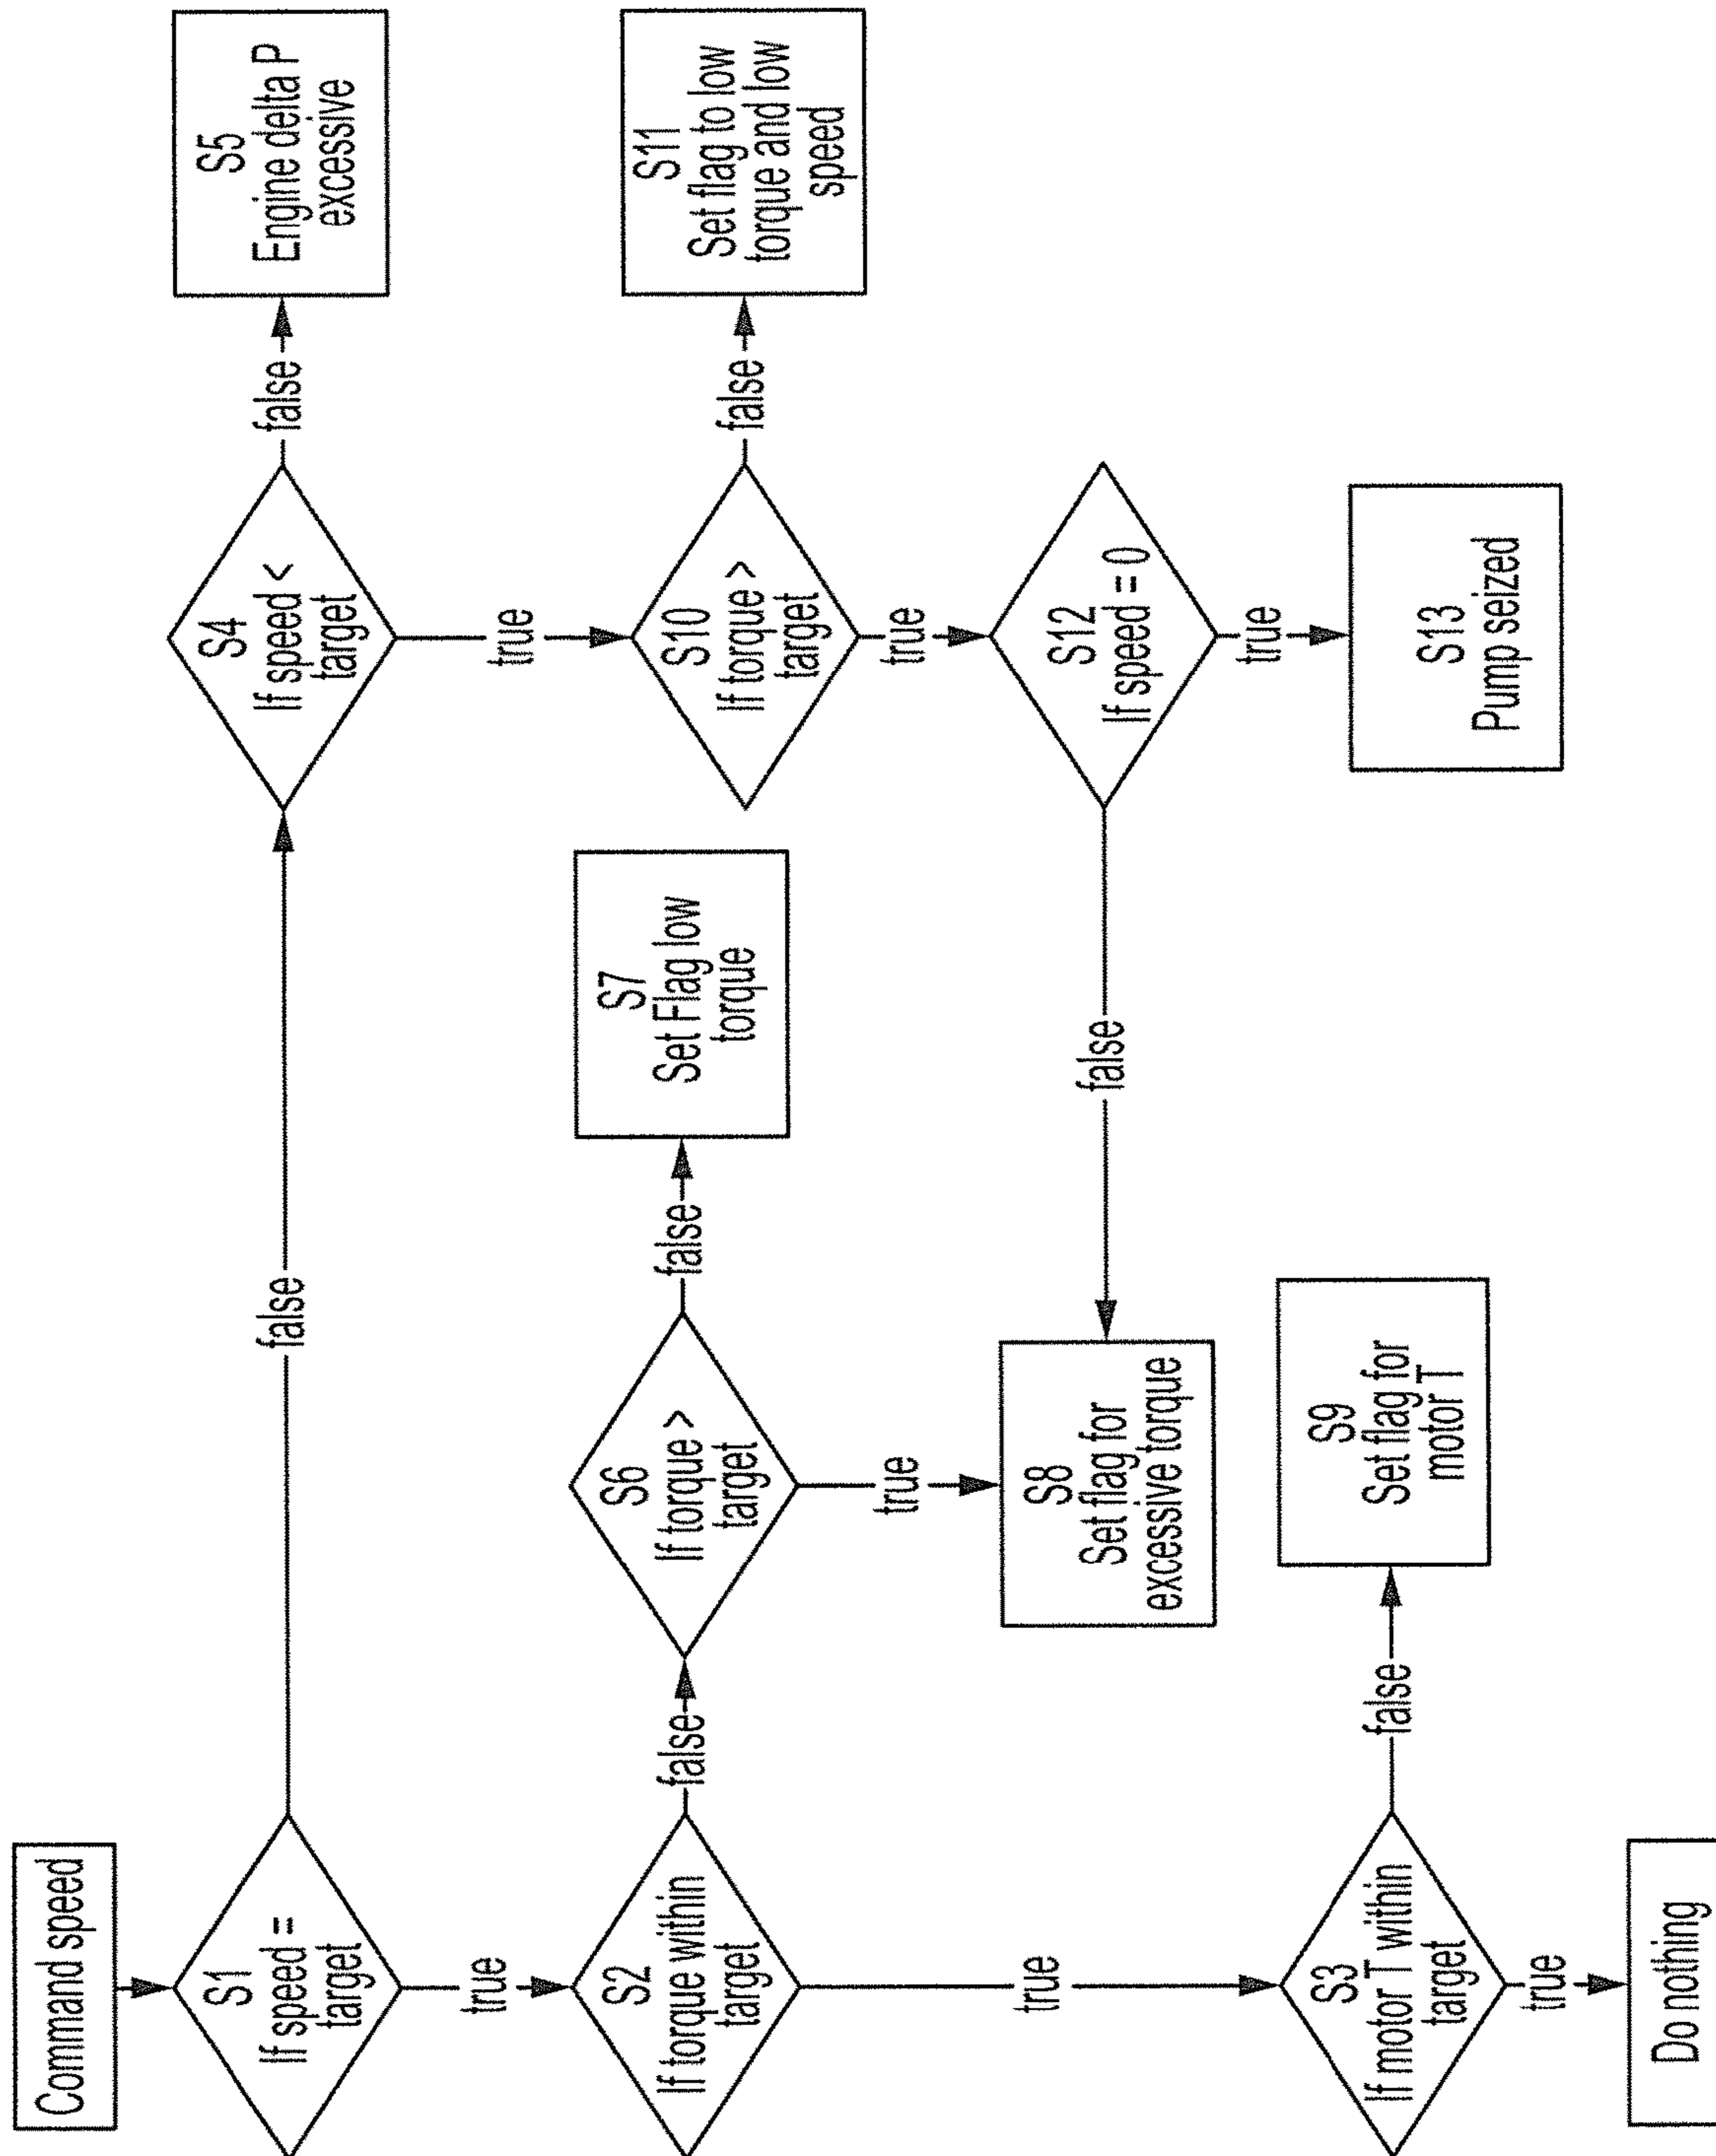 Command speed
S1
If speed =
target
false
S4
If speed <
target
false
S5
Engine delta P
excessive
true
true
S2
If torque within
target
false
S6
If torque >
target
false
S7
Set Flag low
torque
S10
If torque >
target
false
S11
Set flag to low
torque and low
speed
true
true
true
S8
Set flag for
excessive torque
false
S12
If speed = 0
true
S3
If motor T within
target
false
S9
Set flag for
motor T
S13
Pump seized
true
Do nothing